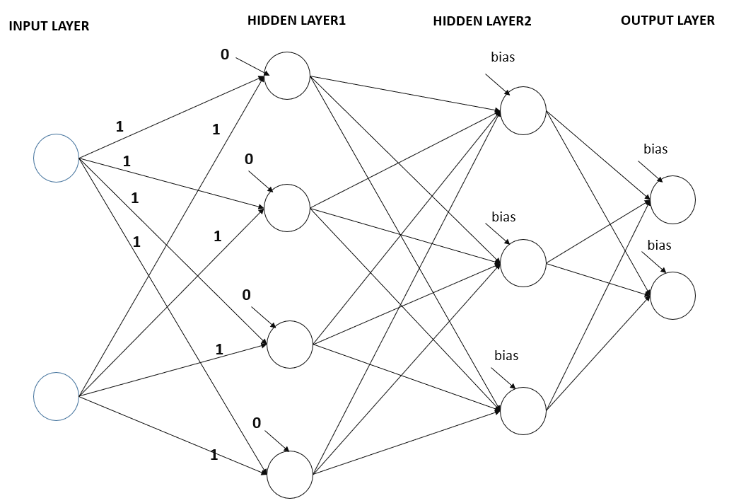 INPUT LAYER
HIDDEN LAYER1
HIDDEN LAYER2
OUTPUT LAYER
0
bias
1
1
bias
1
0
1
1
bias
1
1
bias
0
1
bias
0
1